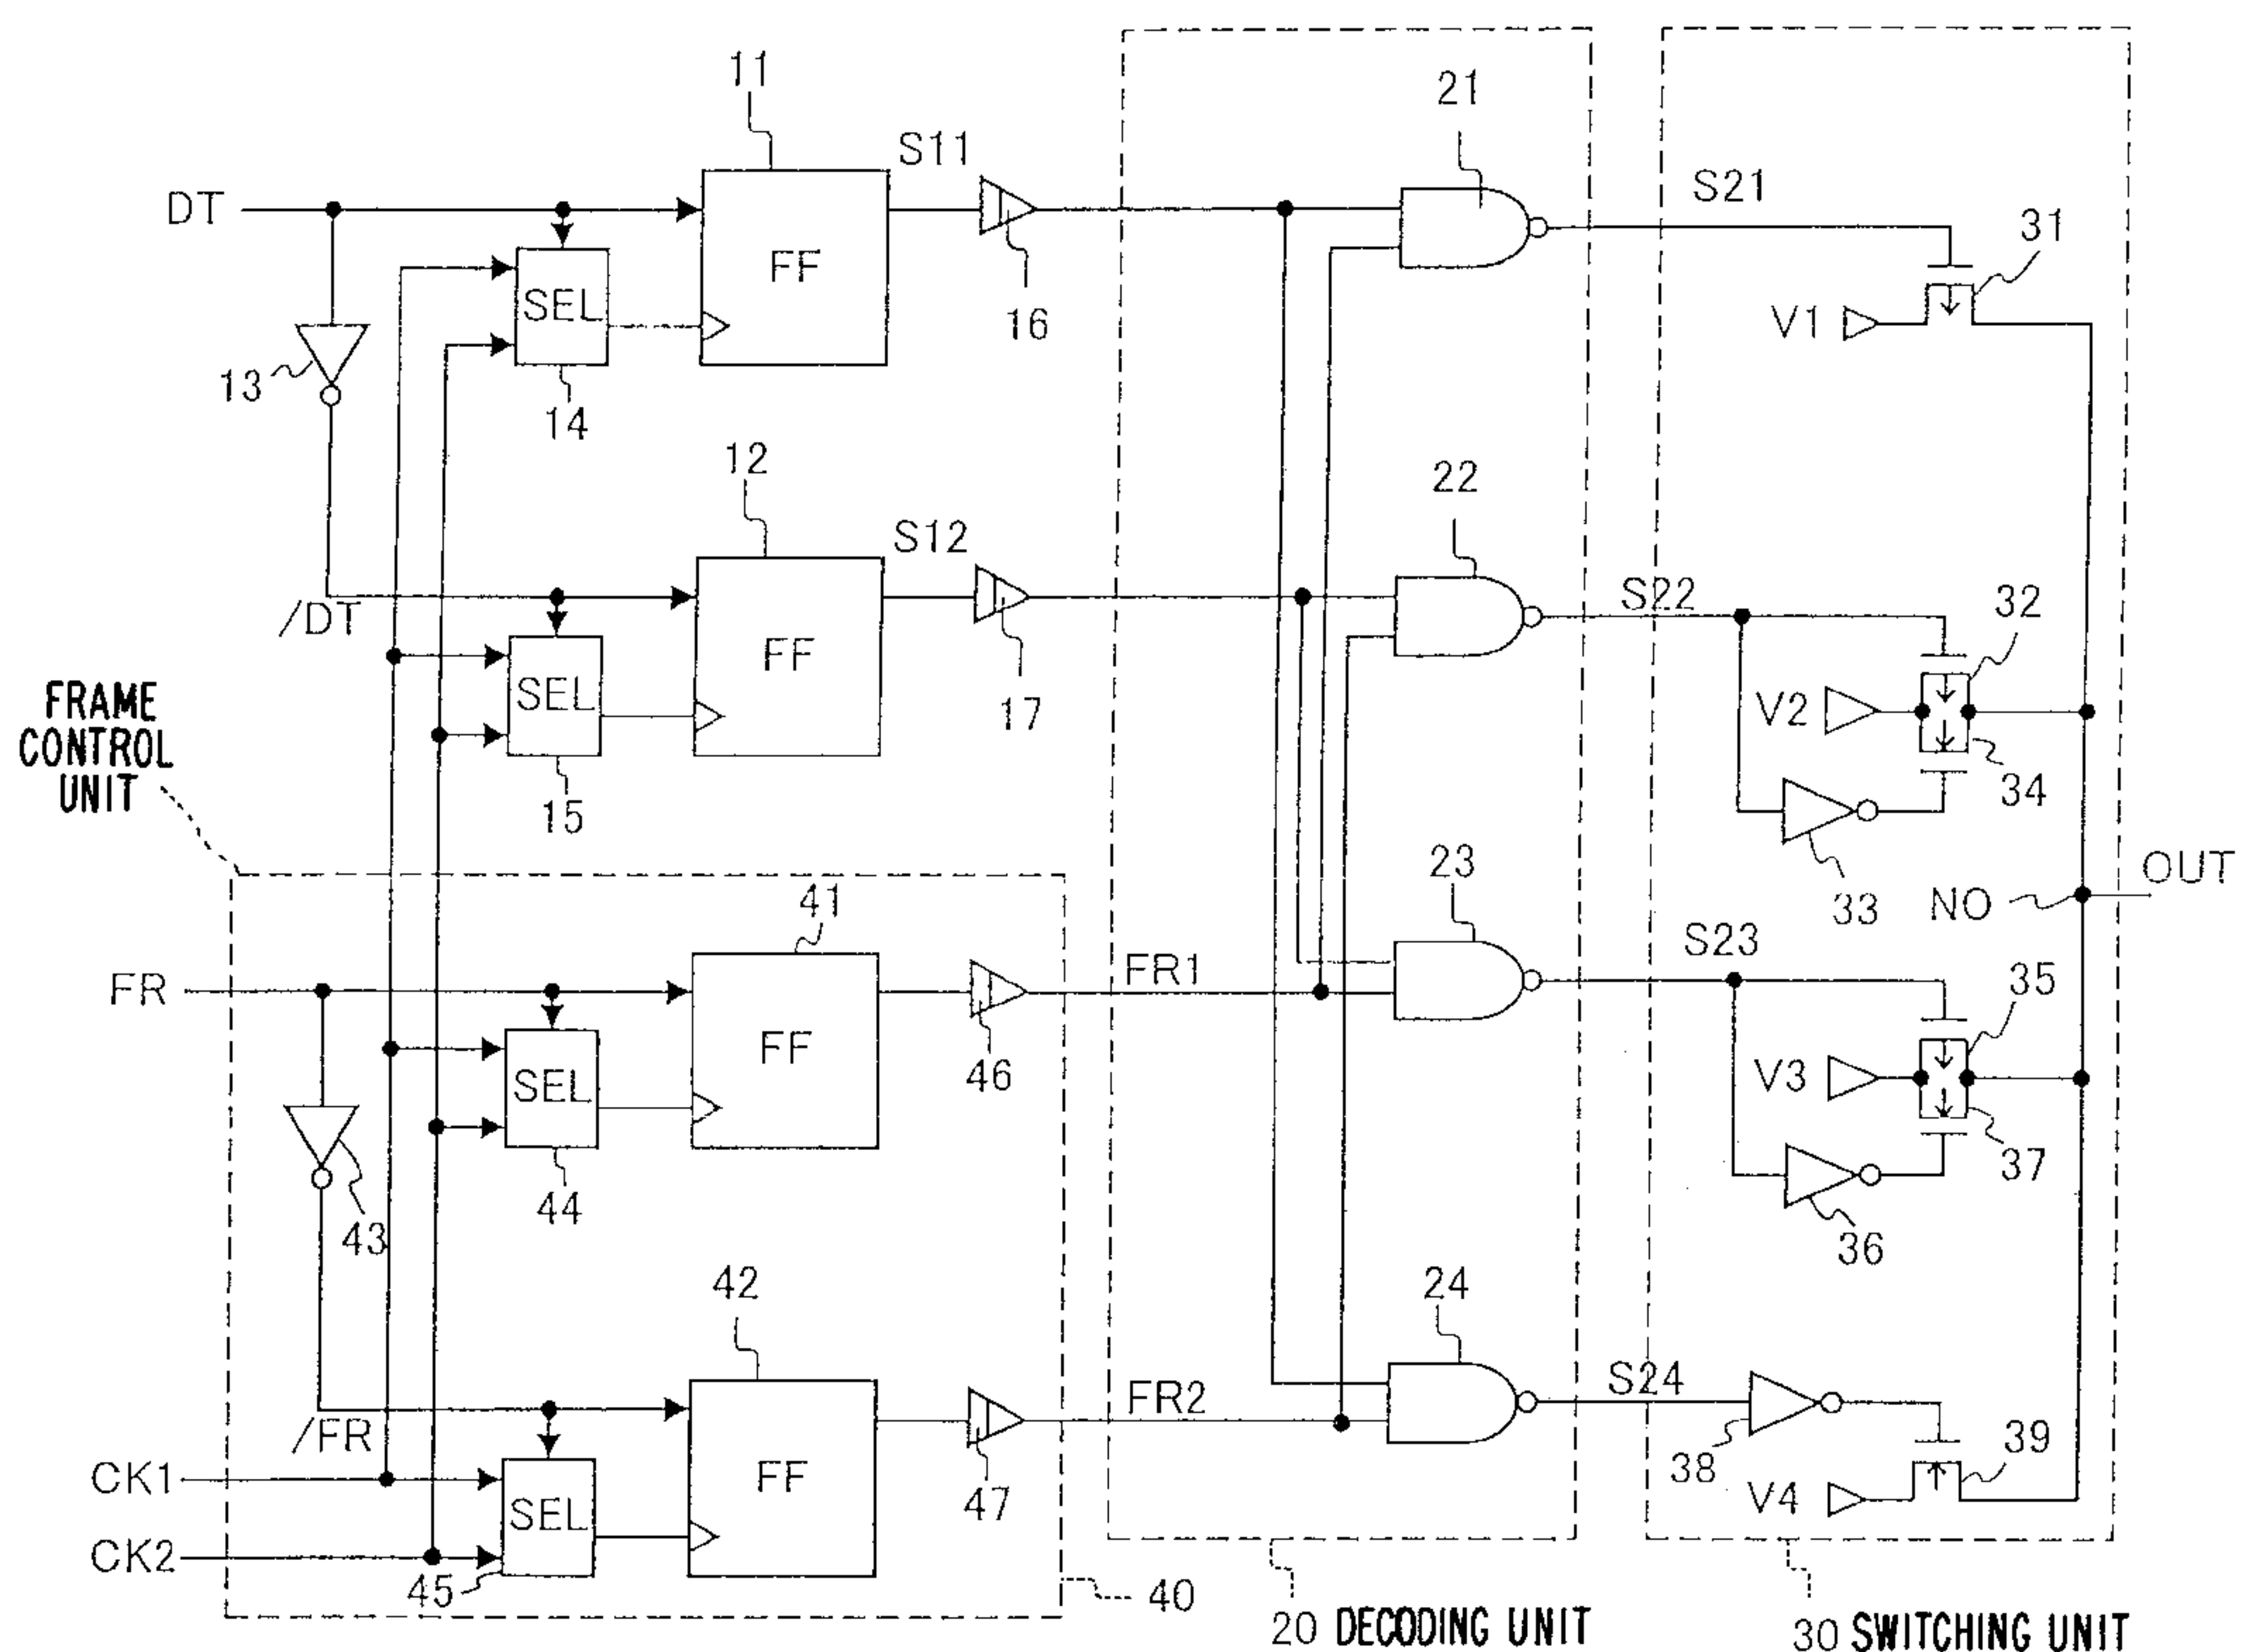 11
S11
21
S21
DT
31
FF
SEL
16
V1
13
14
12
22
S12
S22
32
/DT
FF
SEL
17
V2
FRAME
CONTROL
UNIT
34
15
23
OUT
41
33
NO
S23
FR
FR1
35
FF
46
V3
SEL
37
44
43
36
42
24
FR2
S24
/FR
39
38
CK1
FF
V4
SEL
47
CK2
45
40
20 DECODING UNIT
30 SWITCHING UNIT